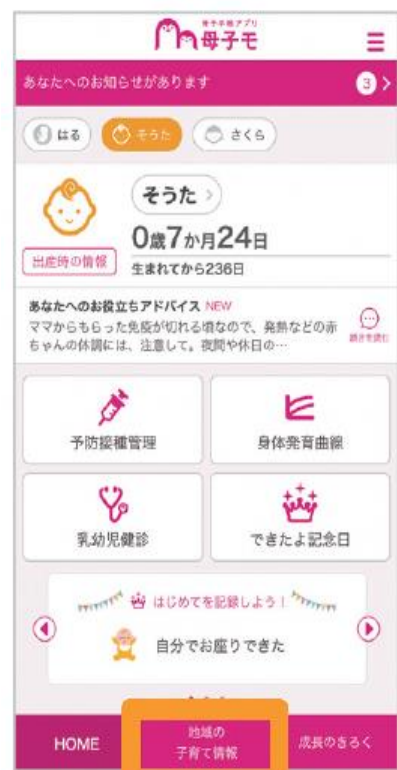 母子手帳アプリ
母子モ
あなたへのお知らせがあります
3
はる
そうた
さくら
そうた
0歳7か月24日
出産時の情報
生まれてから236日
あなたへのお役立ちアドバイス NEW
ママからもらった免疫が切れる頃なので、発熱などの赤
ちゃんの体調には、注意して。夜間や休日の…
続きを読む
予防接種管理
身体発育曲線
乳幼児健診
できたよ記念日
はじめてを記録しよう！
自分でお座りできた
HOME
地域の
子育て情報
成長のきろく